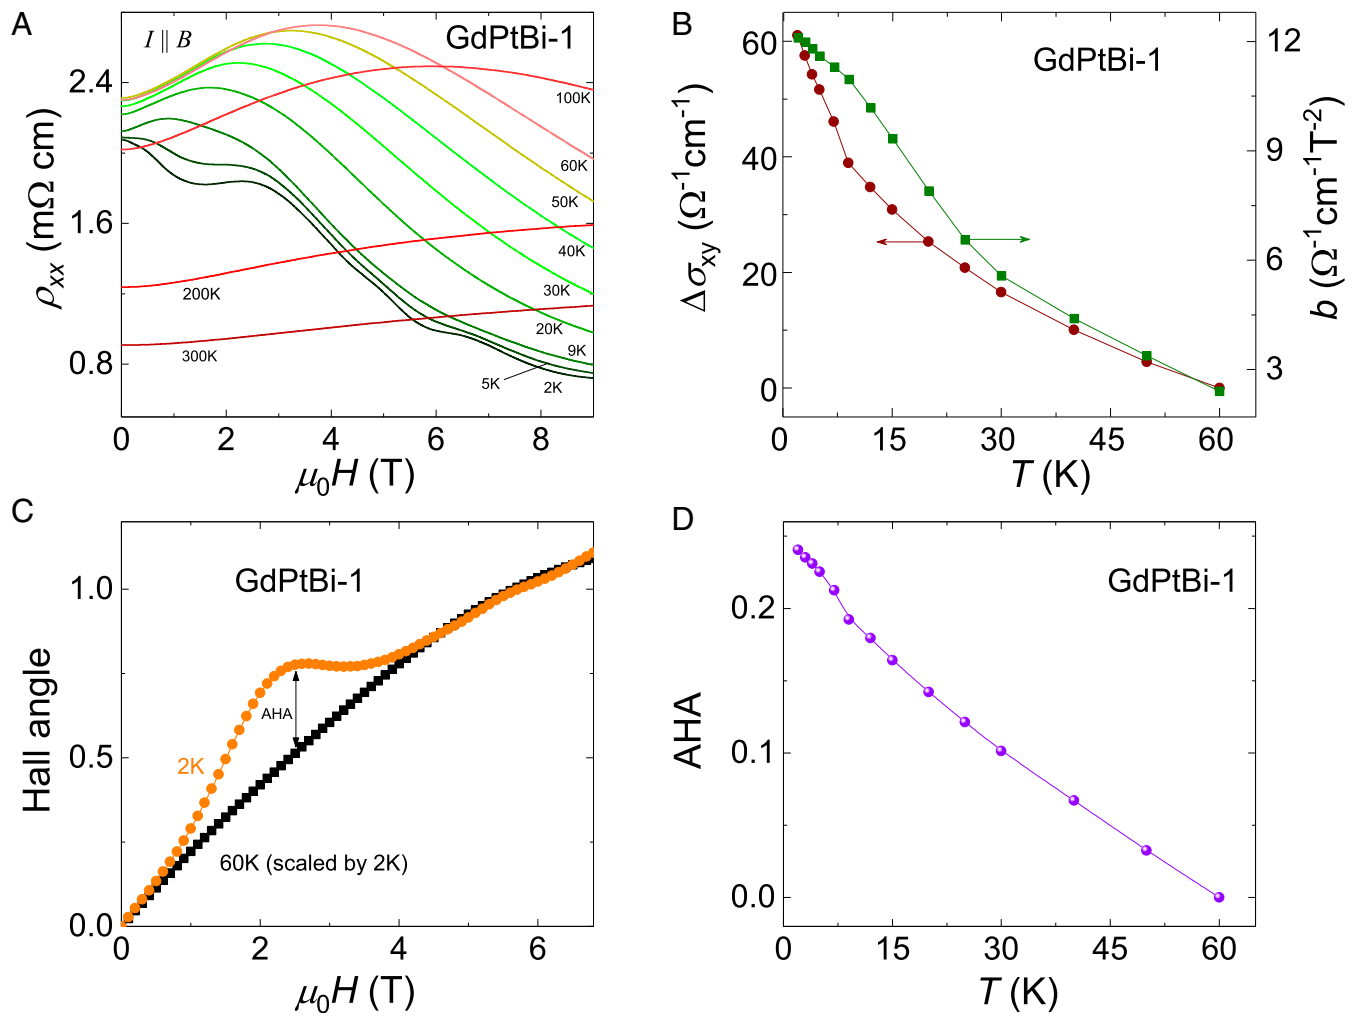 A
I ∥ B
GdPtBi-1
2.4
1.6
0.8
ρxx (mΩ cm)
100K
60K
50K
40K
30K
20K
9K
5K
2K
200K
300K
0 2 4 6 8
μ0H (T)
B
GdPtBi-1
60
40
20
0
Δσxy (Ω-1cm-1)
12
9
6
3
b (Ω-1cm-1T-2)
0 15 30 45 60
T (K)
C
GdPtBi-1
1.0
0.5
0.0
Hall angle
AHA
2K
60K (scaled by 2K)
0 2 4 6
μ0H (T)
D
GdPtBi-1
0.2
0.1
0.0
AHA
0 15 30 45 60
T (K)